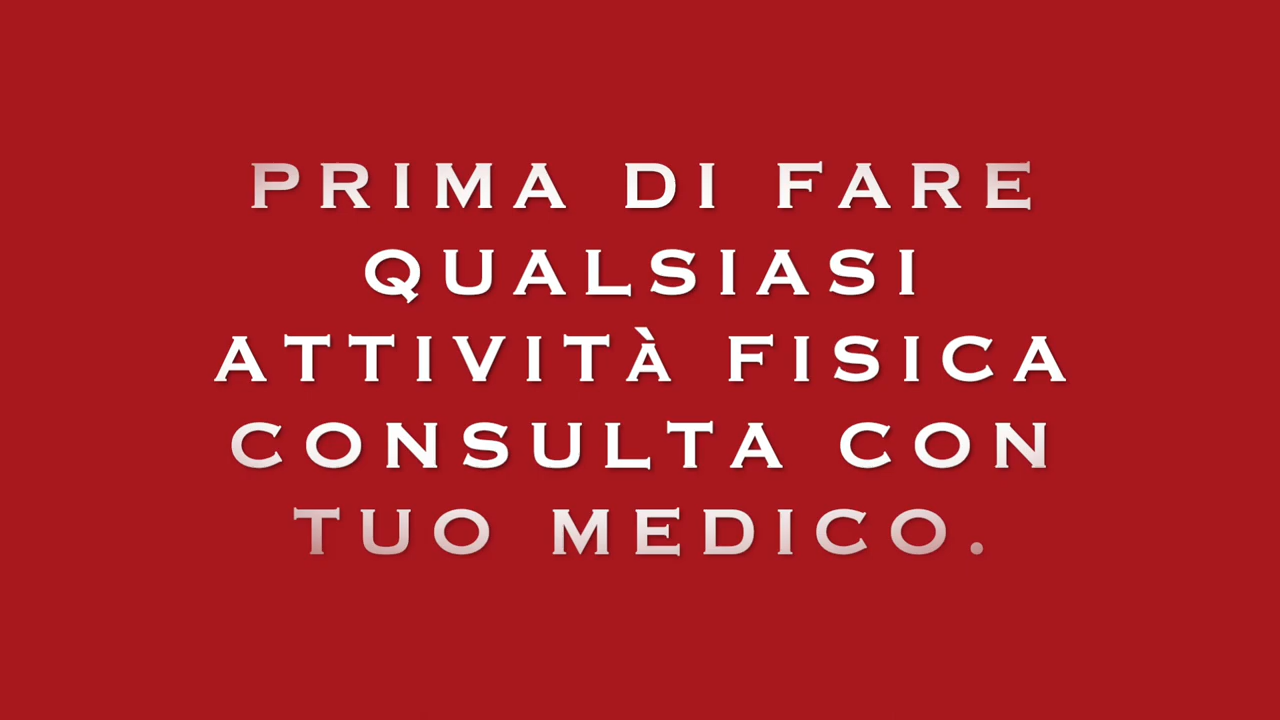 PRIMA DI FARE
QUALSIASI
ATTIVITÀ FISICA
CONSULTA CON
TUO MEDICO.